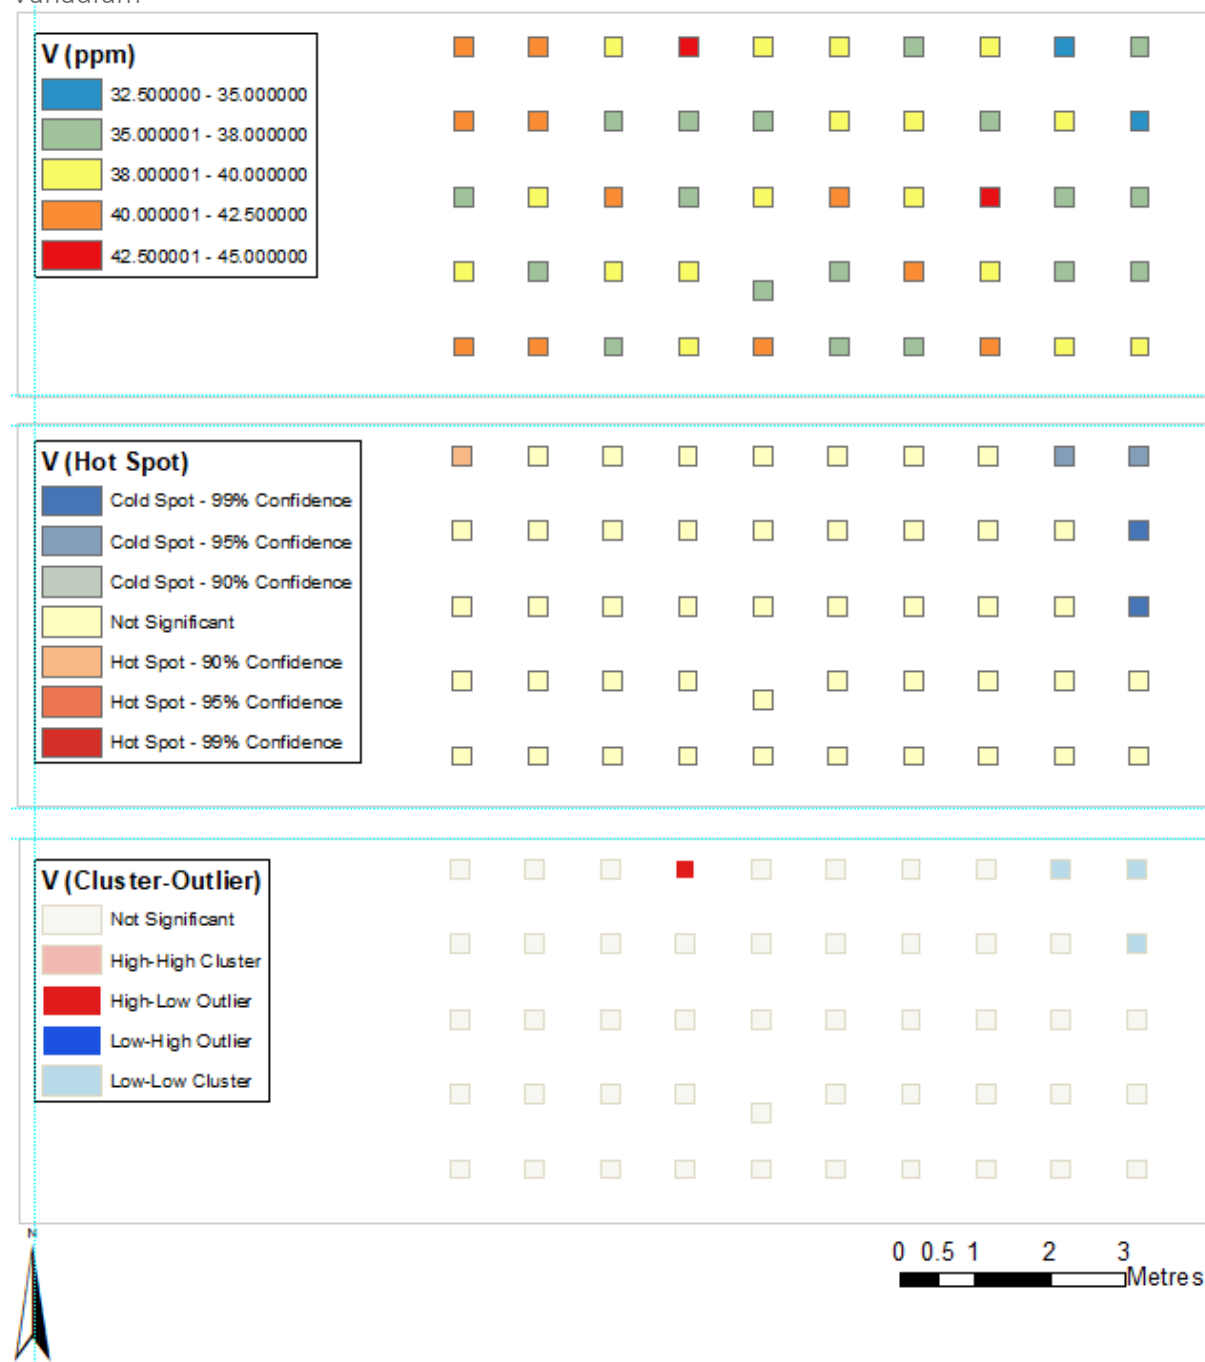 Vanadium
V (ppm)
32.500000 - 35.000000
35.000001 - 38.000000
38.000001 - 40.000000
40.000001 - 42.500000
42.500001 - 45.000000
V (Hot Spot)
Cold Spot - 99% Confidence
Cold Spot - 95% Confidence
Cold Spot - 90% Confidence
Not Significant
Hot Spot - 90% Confidence
Hot Spot - 95% Confidence
Hot Spot - 99% Confidence
V (Cluster-Outlier)
Not Significant
High-High Cluster
High-Low Outlier
Low-High Outlier
Low-Low Cluster
N
0 0.5 1 2 3
Metres